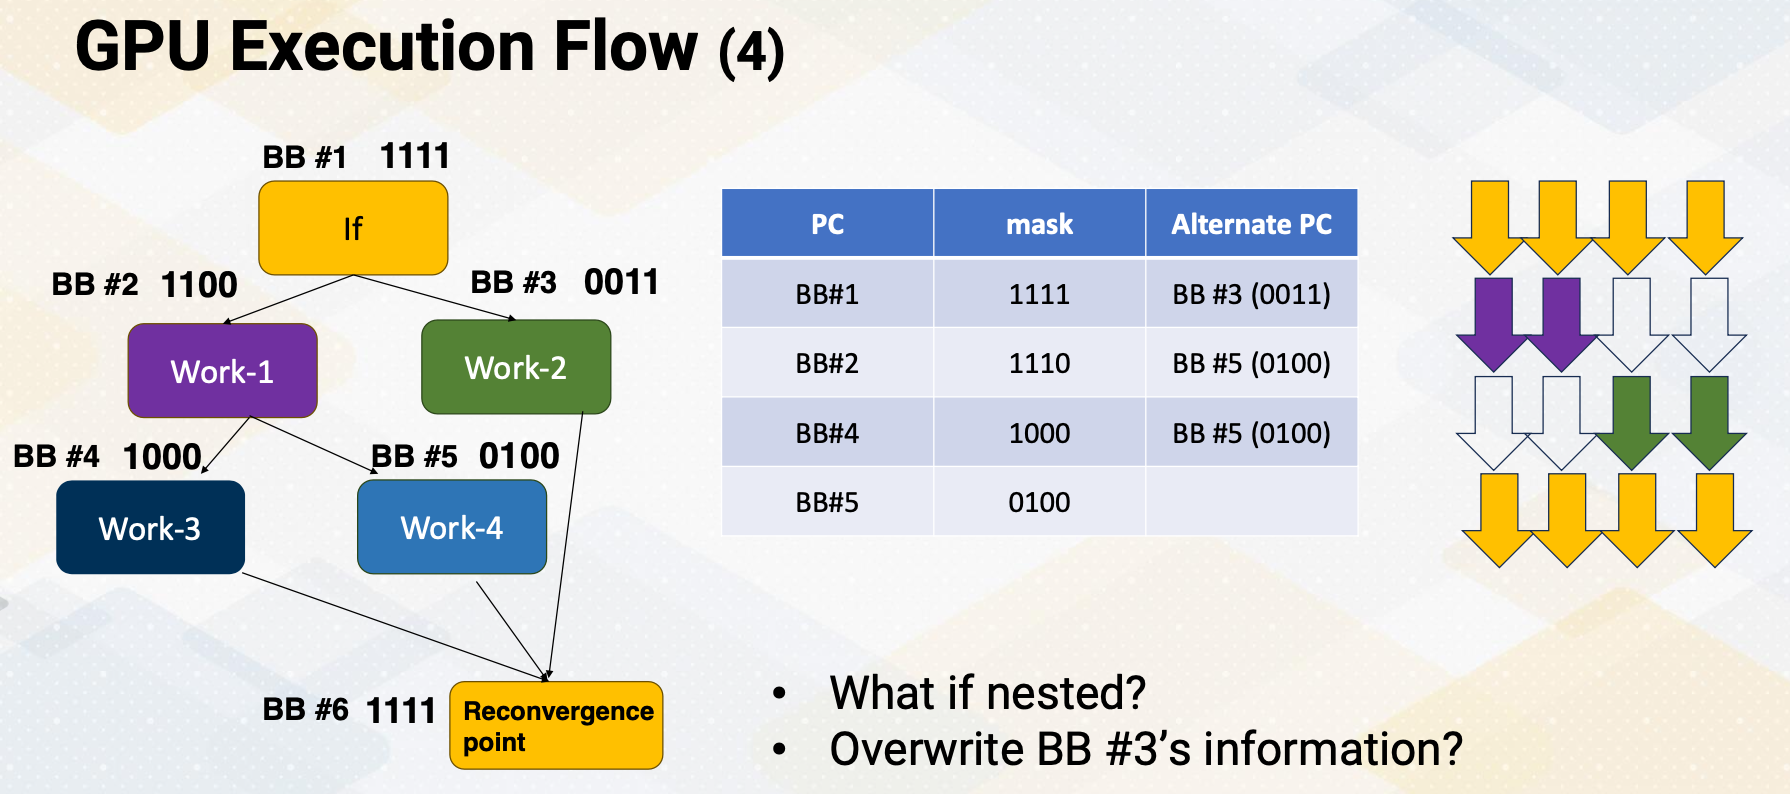 GPU Execution Flow (4)
BB #1 1111
If
BB #2 1100
BB #3 0011
Work-1
Work-2
BB #4 1000
BB #5 0100
Work-3
Work-4
BB #6 1111
Reconvergence
point
PC mask Alternate PC
BB#1 1111 BB #3 (0011)
BB#2 1110 BB #5 (0100)
BB#4 1000 BB #5 (0100)
BB#5 0100
• What if nested?
• Overwrite BB #3’s information?